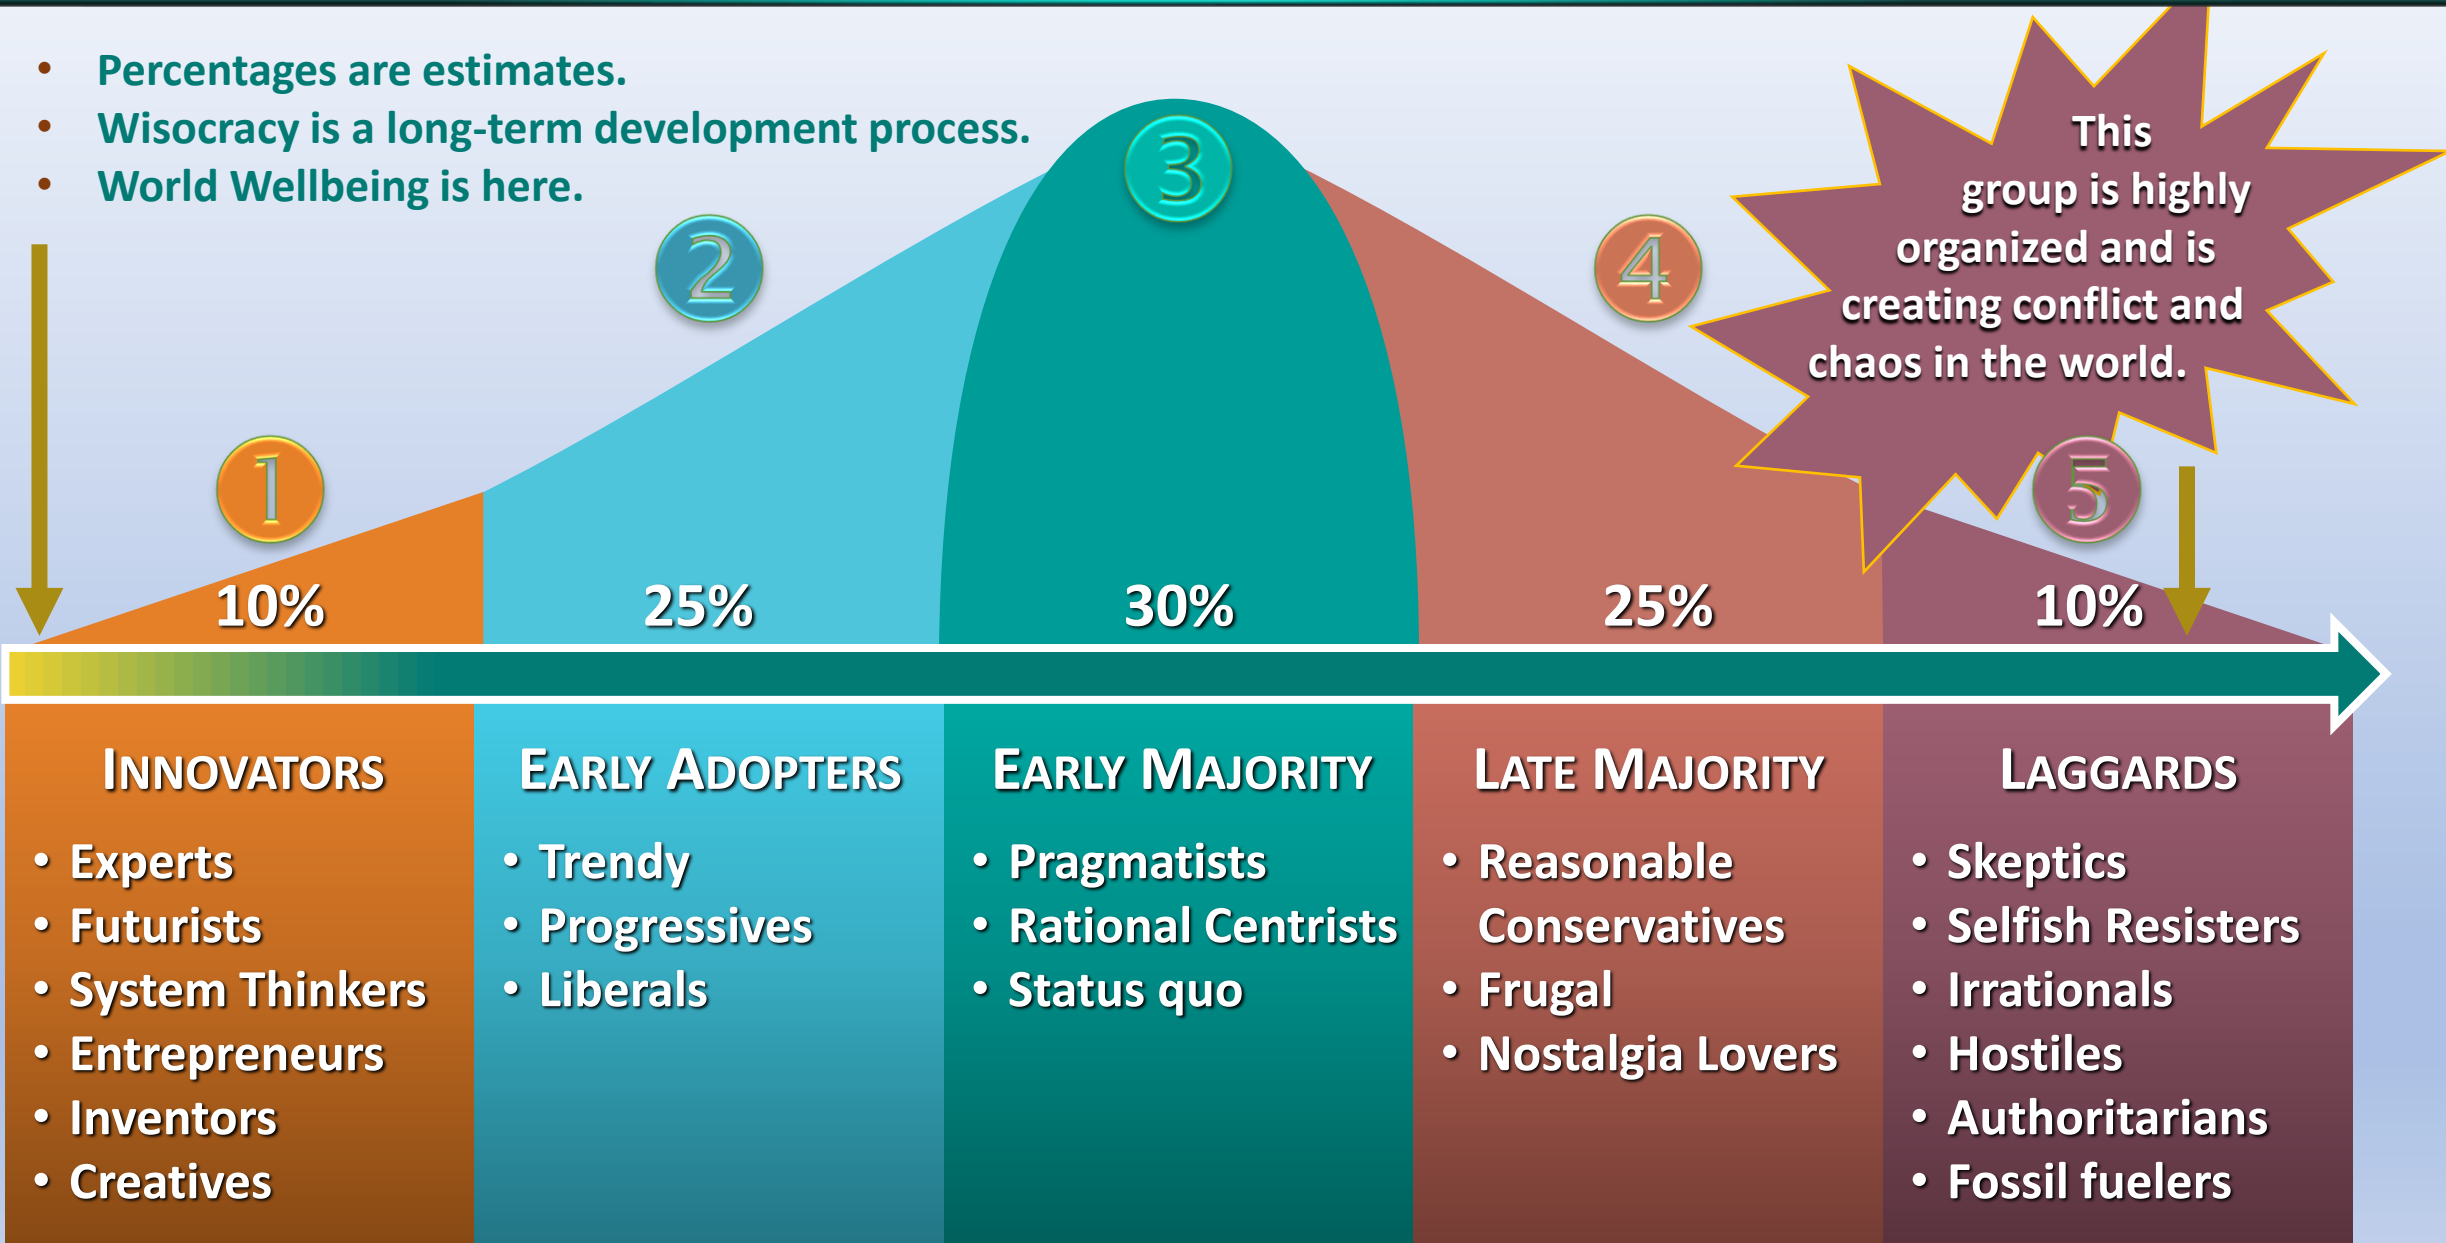 • Percentages are estimates.
• Wisocracy is a long-term development process.
• World Wellbeing is here.
This
group is highly
organized and is
creating conflict and
chaos in the world.
1
2
3
4
5
10%
25%
30%
25%
10%
INNOVATORS
• Experts
• Futurists
• System Thinkers
• Entrepreneurs
• Inventors
• Creatives
EARLY ADOPTERS
• Trendy
• Progressives
• Liberals
EARLY MAJORITY
• Pragmatists
• Rational Centrists
• Status quo
LATE MAJORITY
• Reasonable
Conservatives
• Frugal
• Nostalgia Lovers
LAGGARDS
• Skeptics
• Selfish Resisters
• Irrationals
• Hostiles
• Authoritarians
• Fossil fuelers